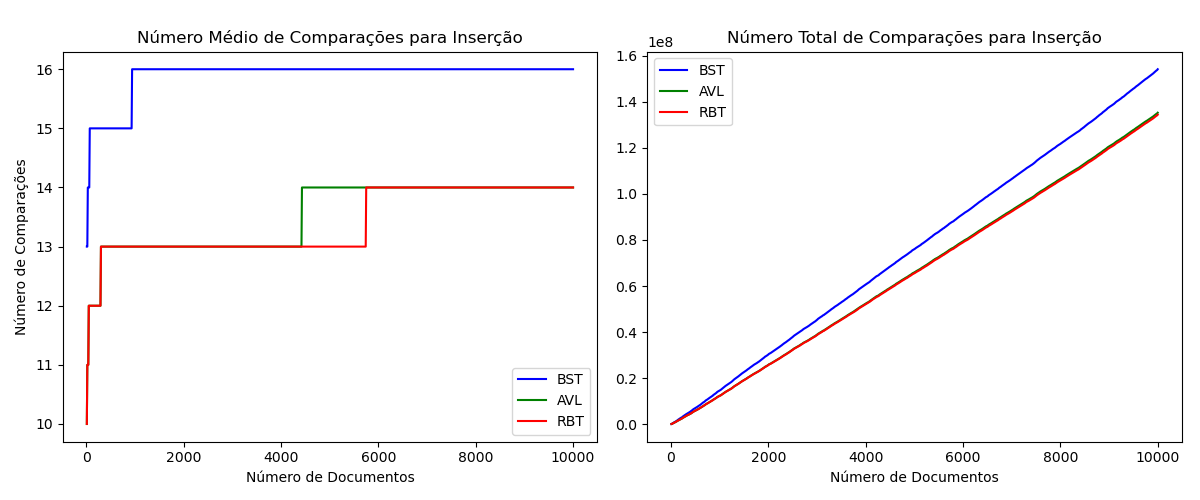 Número Médio de Comparações para Inserção
Número de Comparações
16
15
14
13
12
11
10
BST
AVL
RBT
0 2000 4000 6000 8000 10000
Número de Documentos
Número Total de Comparações para Inserção
1e8
1.6
1.4
1.2
1.0
0.8
0.6
0.4
0.2
0.0
BST
AVL
RBT
0 2000 4000 6000 8000 10000
Número de Documentos